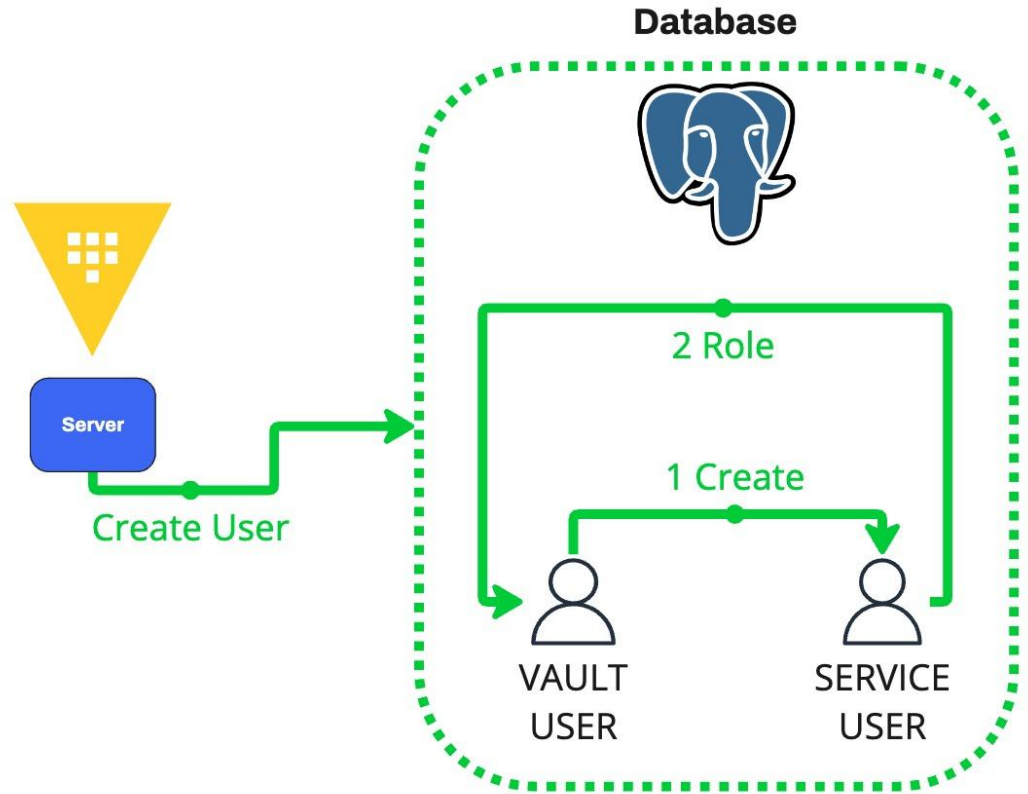 Database
2 Role
Server
1 Create
Create User
VAULT
USER
SERVICE
USER